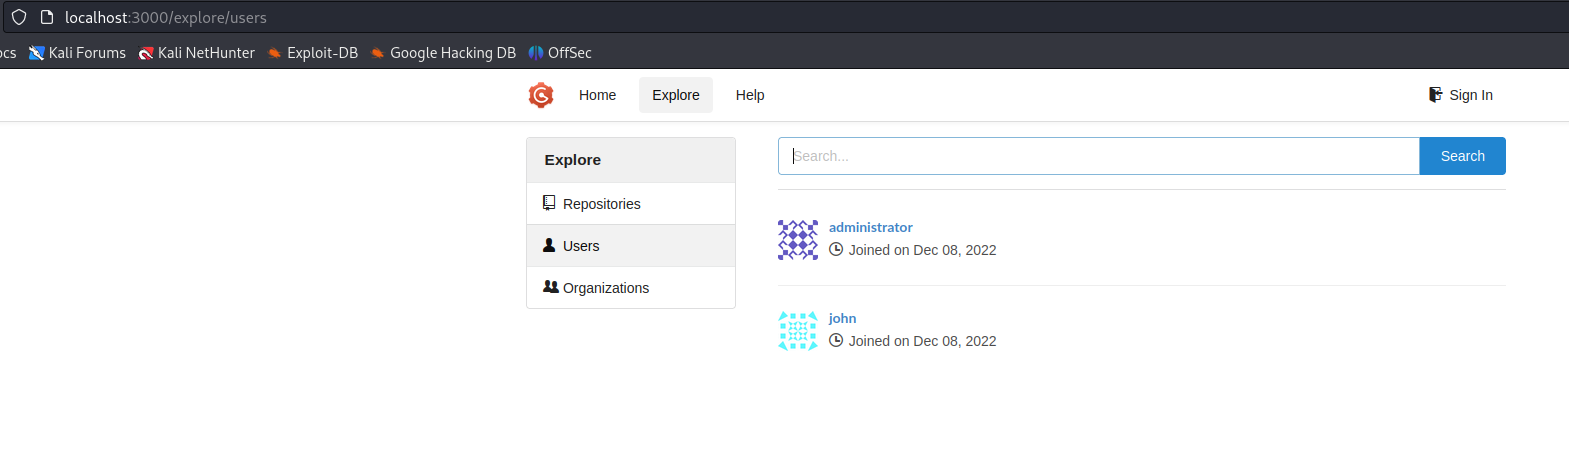 localhost:3000/explore/users
ocs Kali Forums Kali NetHunter Exploit-DB Google Hacking DB OffSec
Home Explore Help Sign In
Explore
Repositories
Users
Organizations
Search... Search
administrator
Joined on Dec 08, 2022
john
Joined on Dec 08, 2022